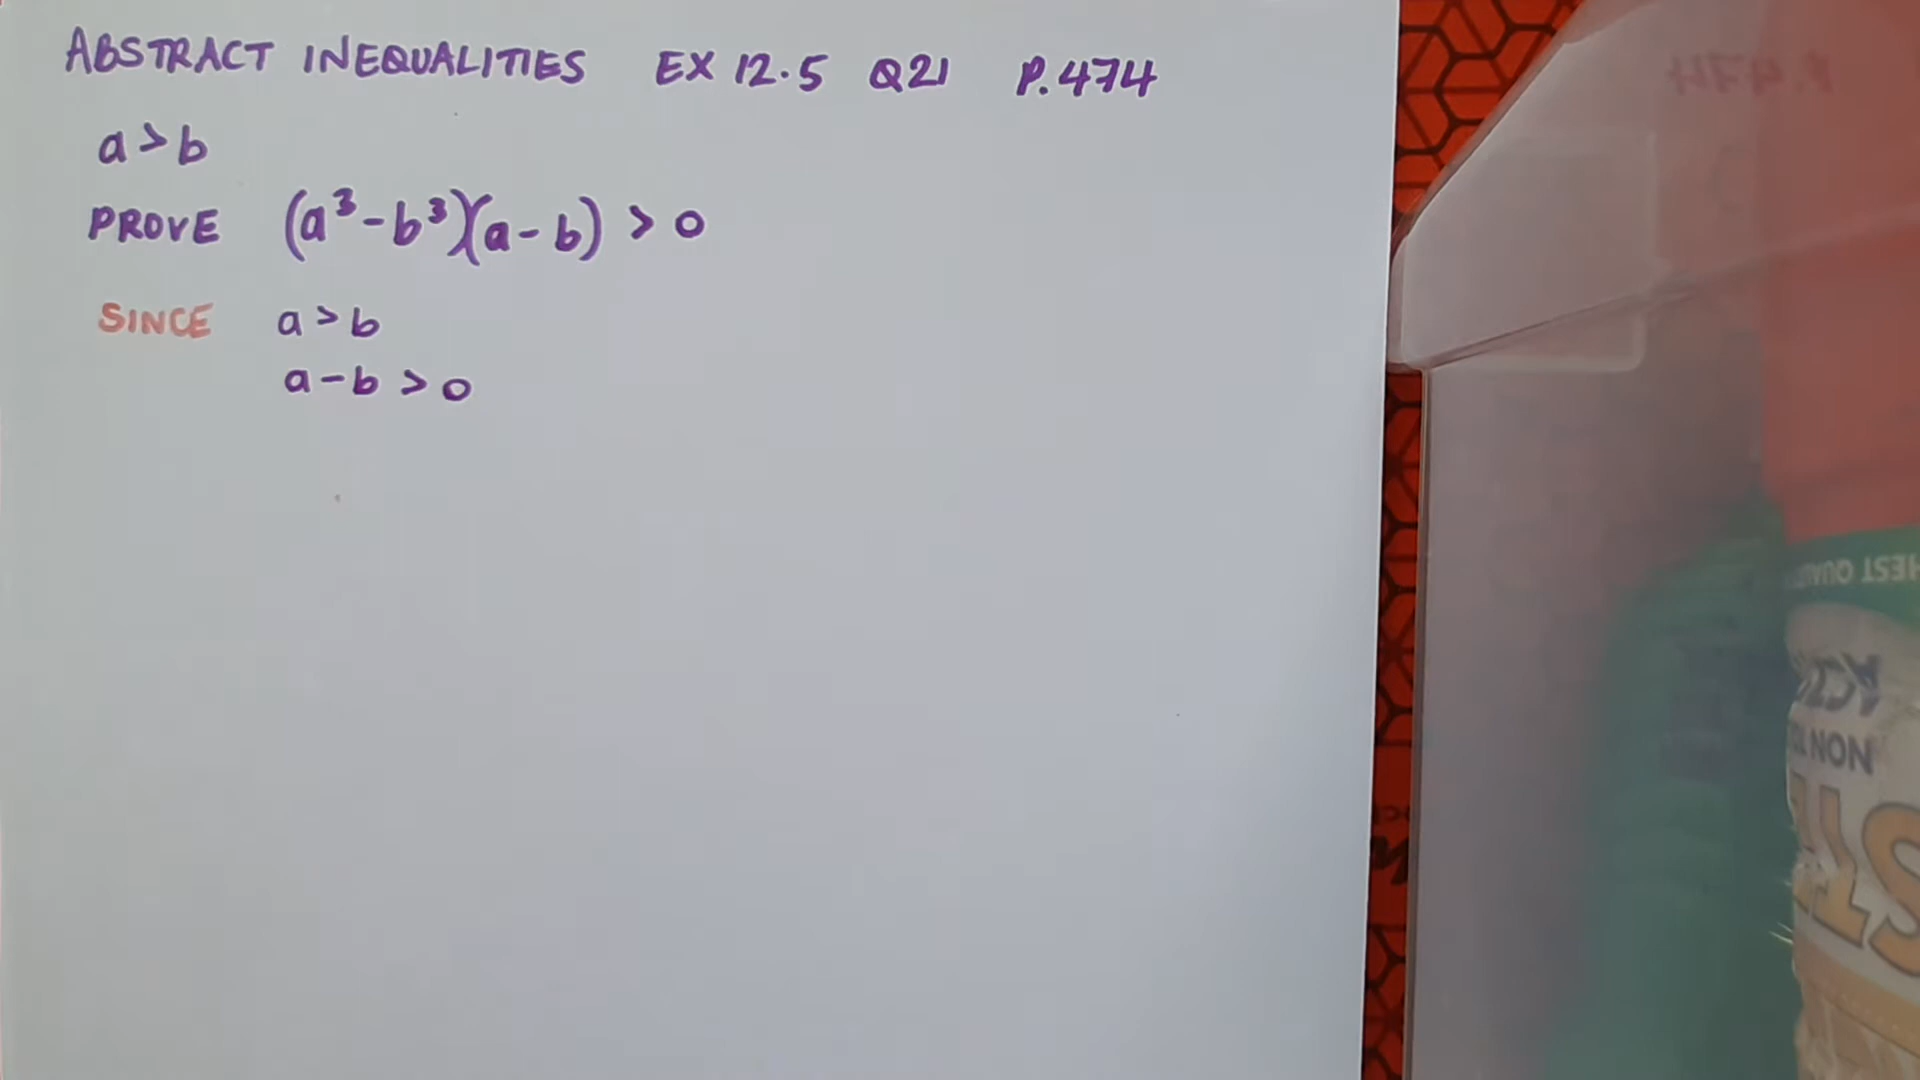 ABSTRACT INEQUALITIES EX 12.5 Q21 P.474
a > b
PROVE (a³-b³)(a-b) > 0
SINCE a > b
a - b > 0
NON